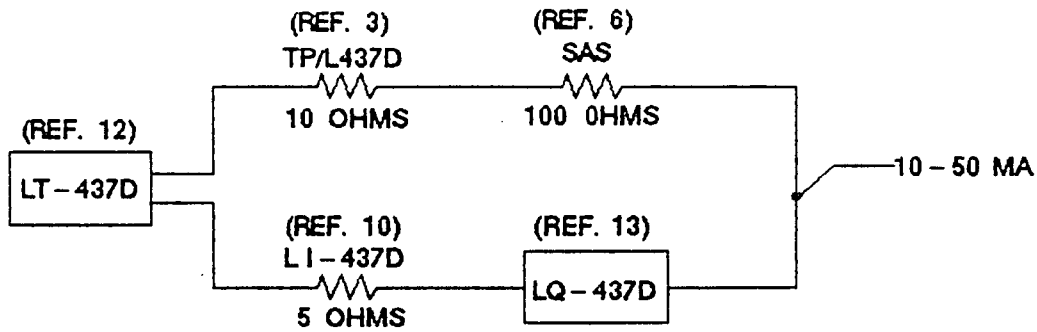 (REF. 3)
TP/L437D
10 OHMS
(REF. 6)
SAS
100 0HMS
(REF. 12)
LT-437D
10-50 MA
(REF. 10)
LI-437D
5 OHMS
(REF. 13)
LQ-437D